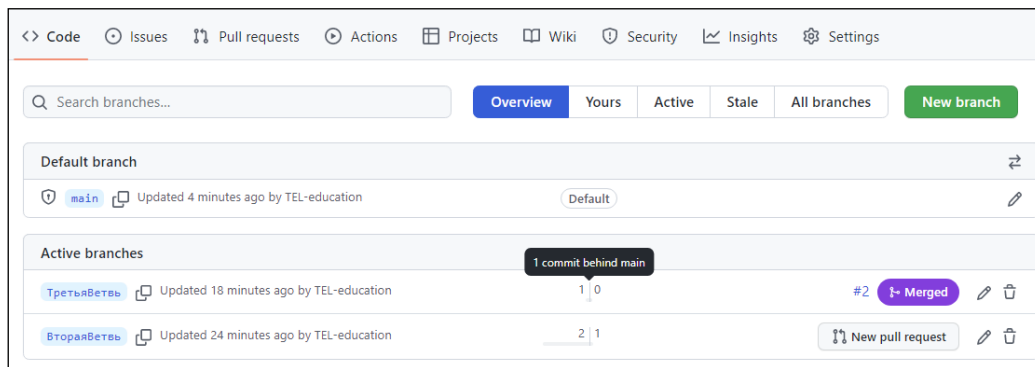 Code Issues Pull requests Actions Projects Wiki Security Insights Settings
Search branches... Overview Yours Active Stale All branches New branch
Default branch
main Updated 4 minutes ago by TEL-education Default
Active branches
1 commit behind main
ТретьяВетвь Updated 18 minutes ago by TEL-education 1 0 #2 Merged
ВтораяВетвь Updated 24 minutes ago by TEL-education 2 1 New pull request